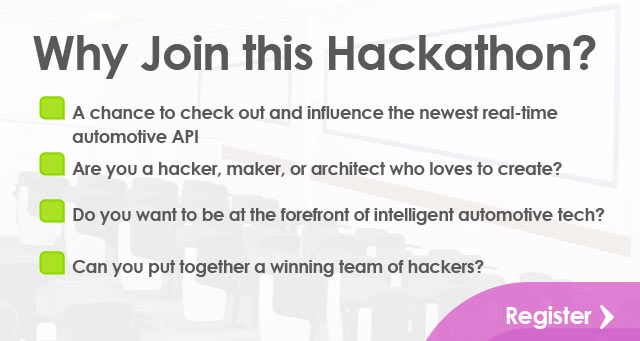 Why Join this Hackathon?
A chance to check out and influence the newest real-time
automotive API
Are you a hacker, maker, or architect who loves to create?
Do you want to be at the forefront of intelligent automotive tech?
Can you put together a winning team of hackers?
Register